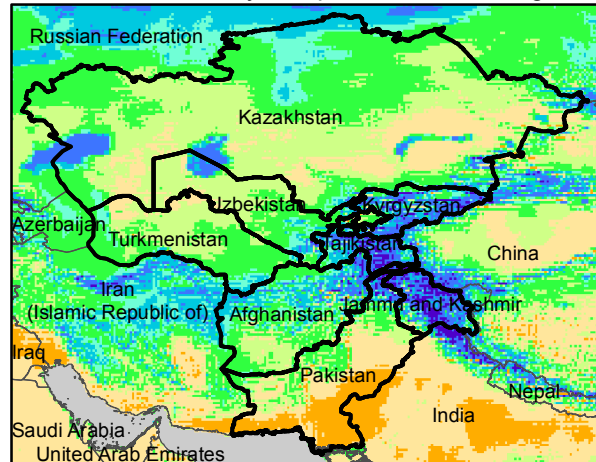 Russian Federation
Kazakhstan
Uzbekistan
Kyrgyzstan
Azerbaijan
Turkmenistan
Tajikistan
China
Iran
(Islamic Republic of)
Afghanistan
Jammu and Kashmir
Iraq
Pakistan
Nepal
India
Saudi Arabia
United Arab Emirates